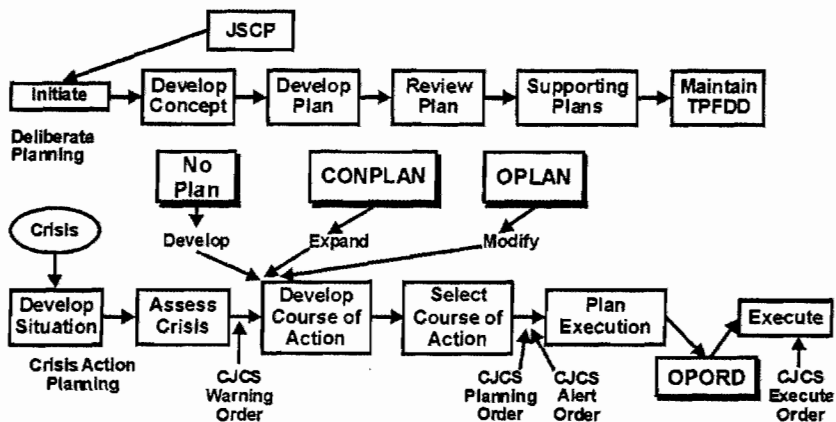 JSCP
Initiate
Develop
Concept
Develop
Plan
Review
Plan
Supporting
Plans
Maintain
TPFDD
Deliberate
Planning
No
Plan
CONPLAN
OPLAN
Crisis
Develop
Expand
Modify
Develop
Situation
Assess
Crisis
Develop
Course of
Action
Select
Course of
Action
Plan
Execution
Execute
Crisis Action
Planning
CJCS
Warning
Order
CJCS
Planning
Order
CJCS
Alert
Order
OPORD
CJCS
Execute
Order